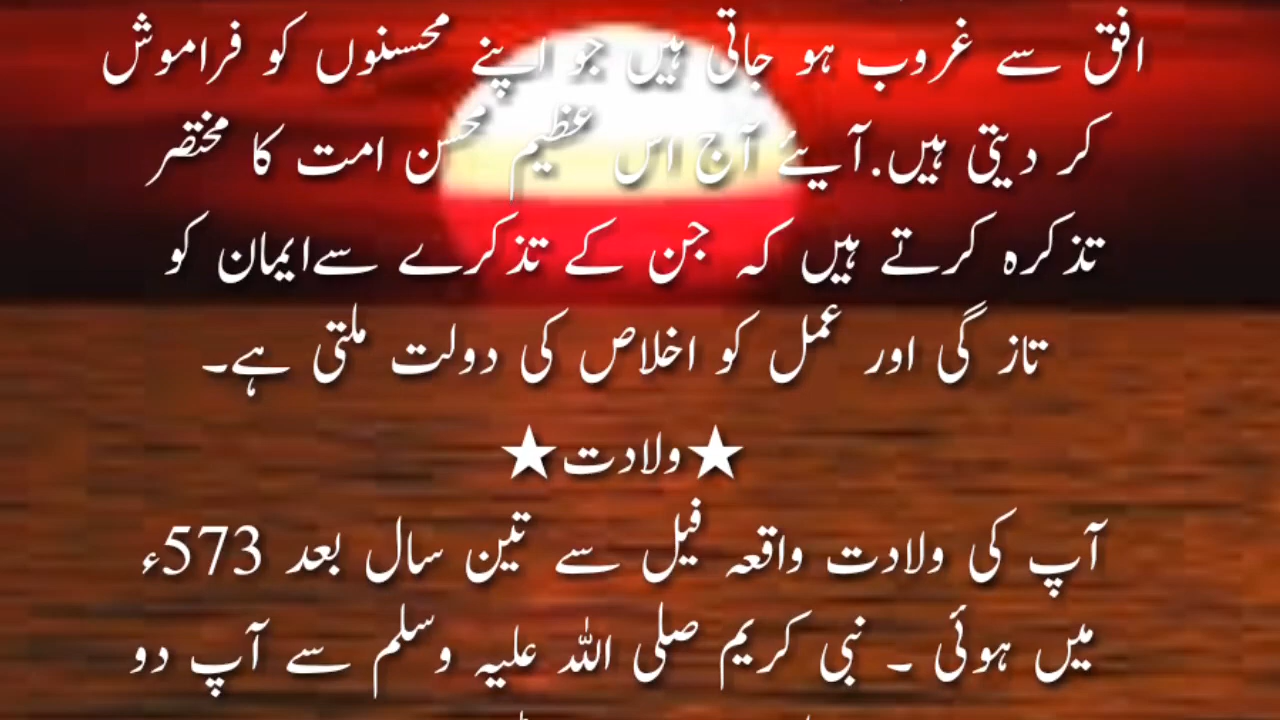 افق سے غروب ہو جاتی ہیں جو اپنے محسنوں کو فراموش
کر دیتی ہیں.آیئے آج اس عظیم محسن امت کا مختصر
تذکرہ کرتے ہیں کہ جن کے تذکرے سےایمان کو
تاز گی اور عمل کو اخلاص کی دولت ملتی ہے۔
★ولادت★
آپ کی ولادت واقعہ فیل سے تین سال بعد 573ء
میں ہوئی ۔ نبی کریم صلی اللہ علیہ وسلم سے آپ دو